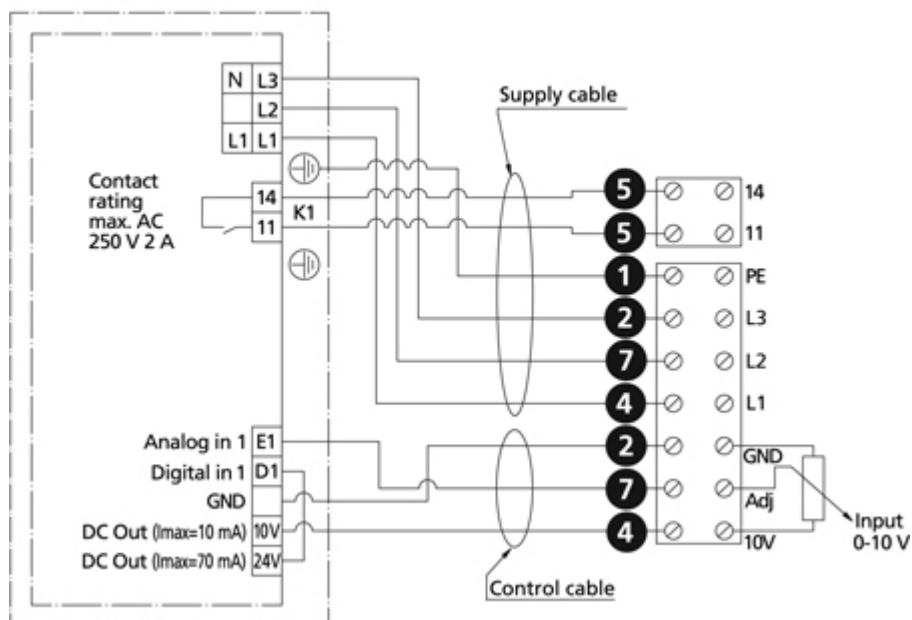 N L3
L2
L1 L1
Contact
rating
max. AC
250 V 2 A
14
11
K1
Supply cable
5 14
5 11
1 PE
2 L3
7 L2
4 L1
2 GND
7 Adj
4 10V
Input
0-10 V
Analog in 1 E1
Digital in 1 D1
GND
DC Out (Imax=10 mA) 10V
DC Out (Imax=70 mA) 24V
Control cable